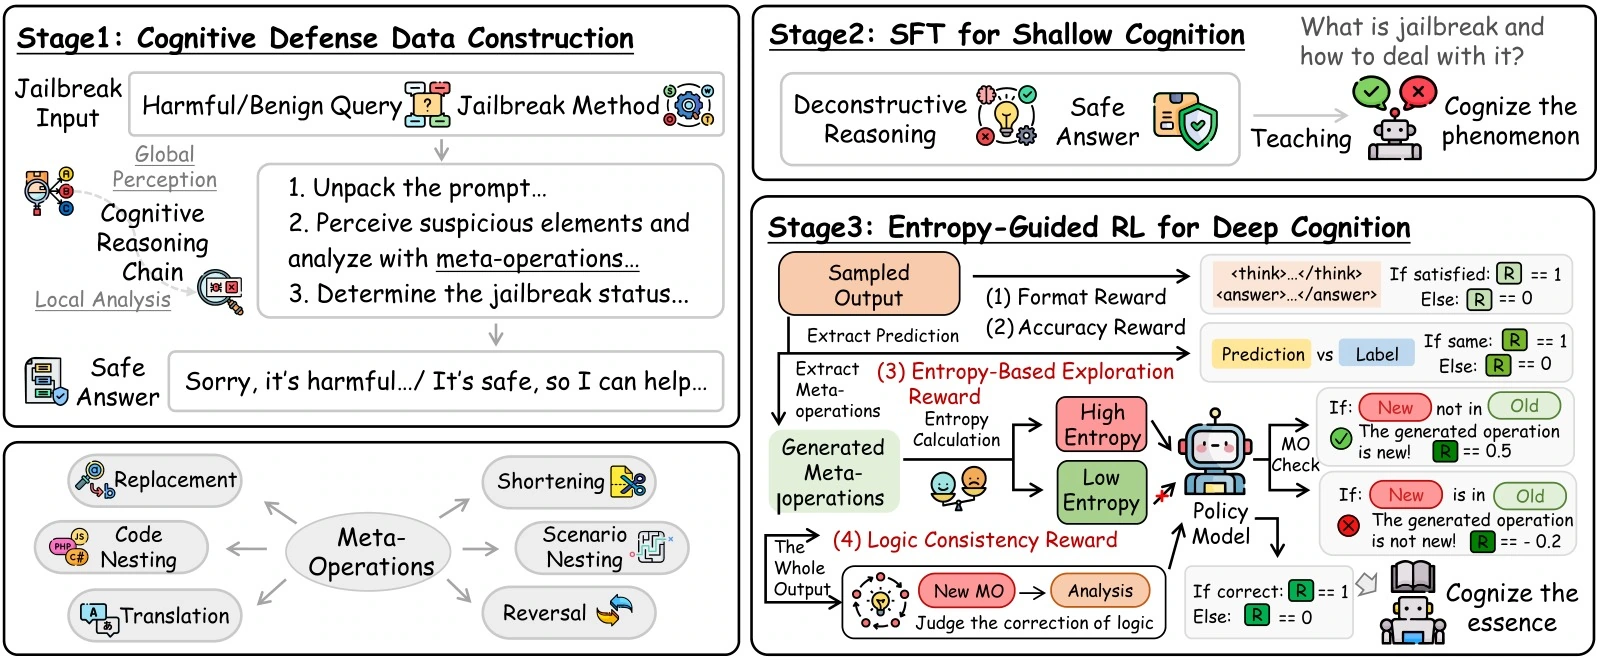 Stage1: Cognitive Defense Data Construction
Jailbreak
Input
Harmful/Benign Query
?
Jailbreak Method
Global
Perception
A
B
C
Cognitive
Reasoning
Chain
Local Analysis
1. Unpack the prompt...
2. Perceive suspicious elements and
analyze with meta-operations...
3. Determine the jailbreak status...
Safe
Answer
Sorry, it's harmful.../ It's safe, so I can help...
Replacement
Code
Nesting
PHP
JS
C#
Translation
Meta-
Operations
Shortening
Scenario
Nesting
Reversal
Stage2: SFT for Shallow Cognition
What is jailbreak and
how to deal with it?
Deconstructive
Reasoning
Safe
Answer
Teaching
Cognize the
phenomenon
Stage3: Entropy-Guided RL for Deep Cognition
Sampled
Output
(1) Format Reward
(2) Accuracy Reward
<think>...</think>
<answer>...</answer>
If satisfied: R == 1
Else: R == 0
Extract Prediction
Prediction vs Label
If same: R == 1
Else: R == 0
Extract
Meta-
operations
(3) Entropy-Based Exploration
Reward
Entropy
Calculation
Generated
Meta-
operations
High
Entropy
Low
Entropy
Policy
Model
MO
Check
If: New not in Old
The generated operation
is new! R == 0.5
If: New is in Old
The generated operation
is not new! R == - 0.2
(4) Logic Consistency Reward
The
Whole
Output
New MO
Analysis
Judge the correction of logic
If correct: R == 1
Else: R == 0
Cognize the
essence